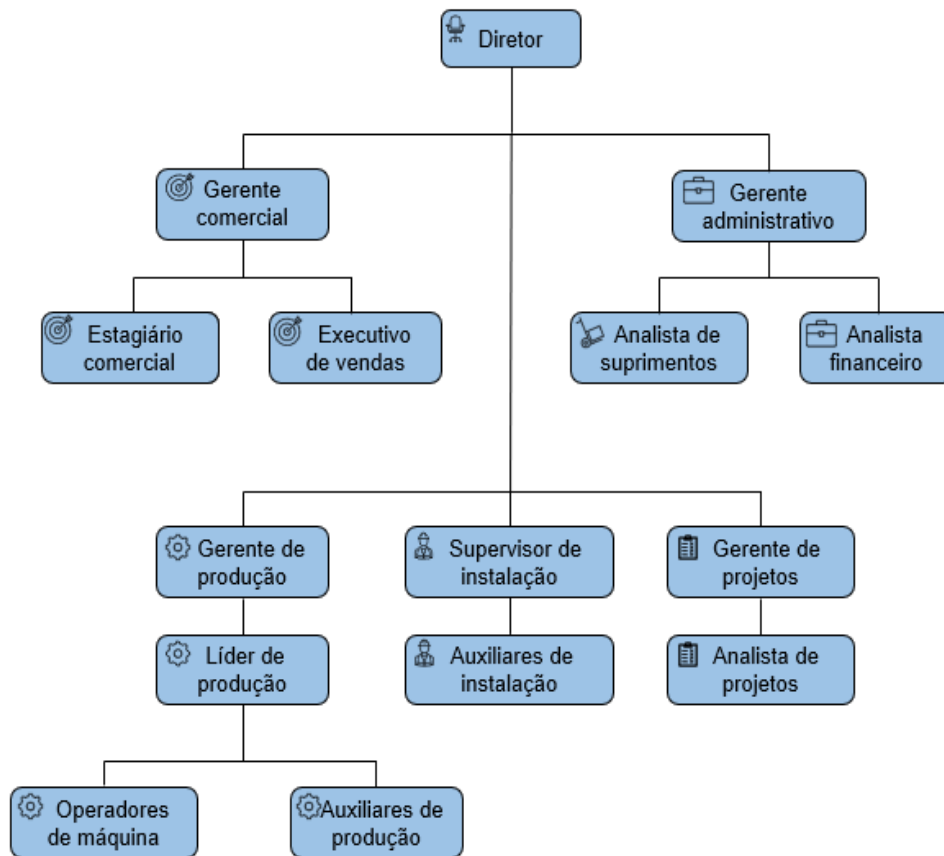 Diretor
Gerente
comercial
Gerente
administrativo
Estagiário
comercial
Executivo
de vendas
Analista de
suprimentos
Analista
financeiro
Gerente de
produção
Supervisor de
instalação
Gerente de
projetos
Líder de
produção
Auxiliares de
instalação
Analista de
projetos
Operadores
de máquina
Auxiliares de
produção